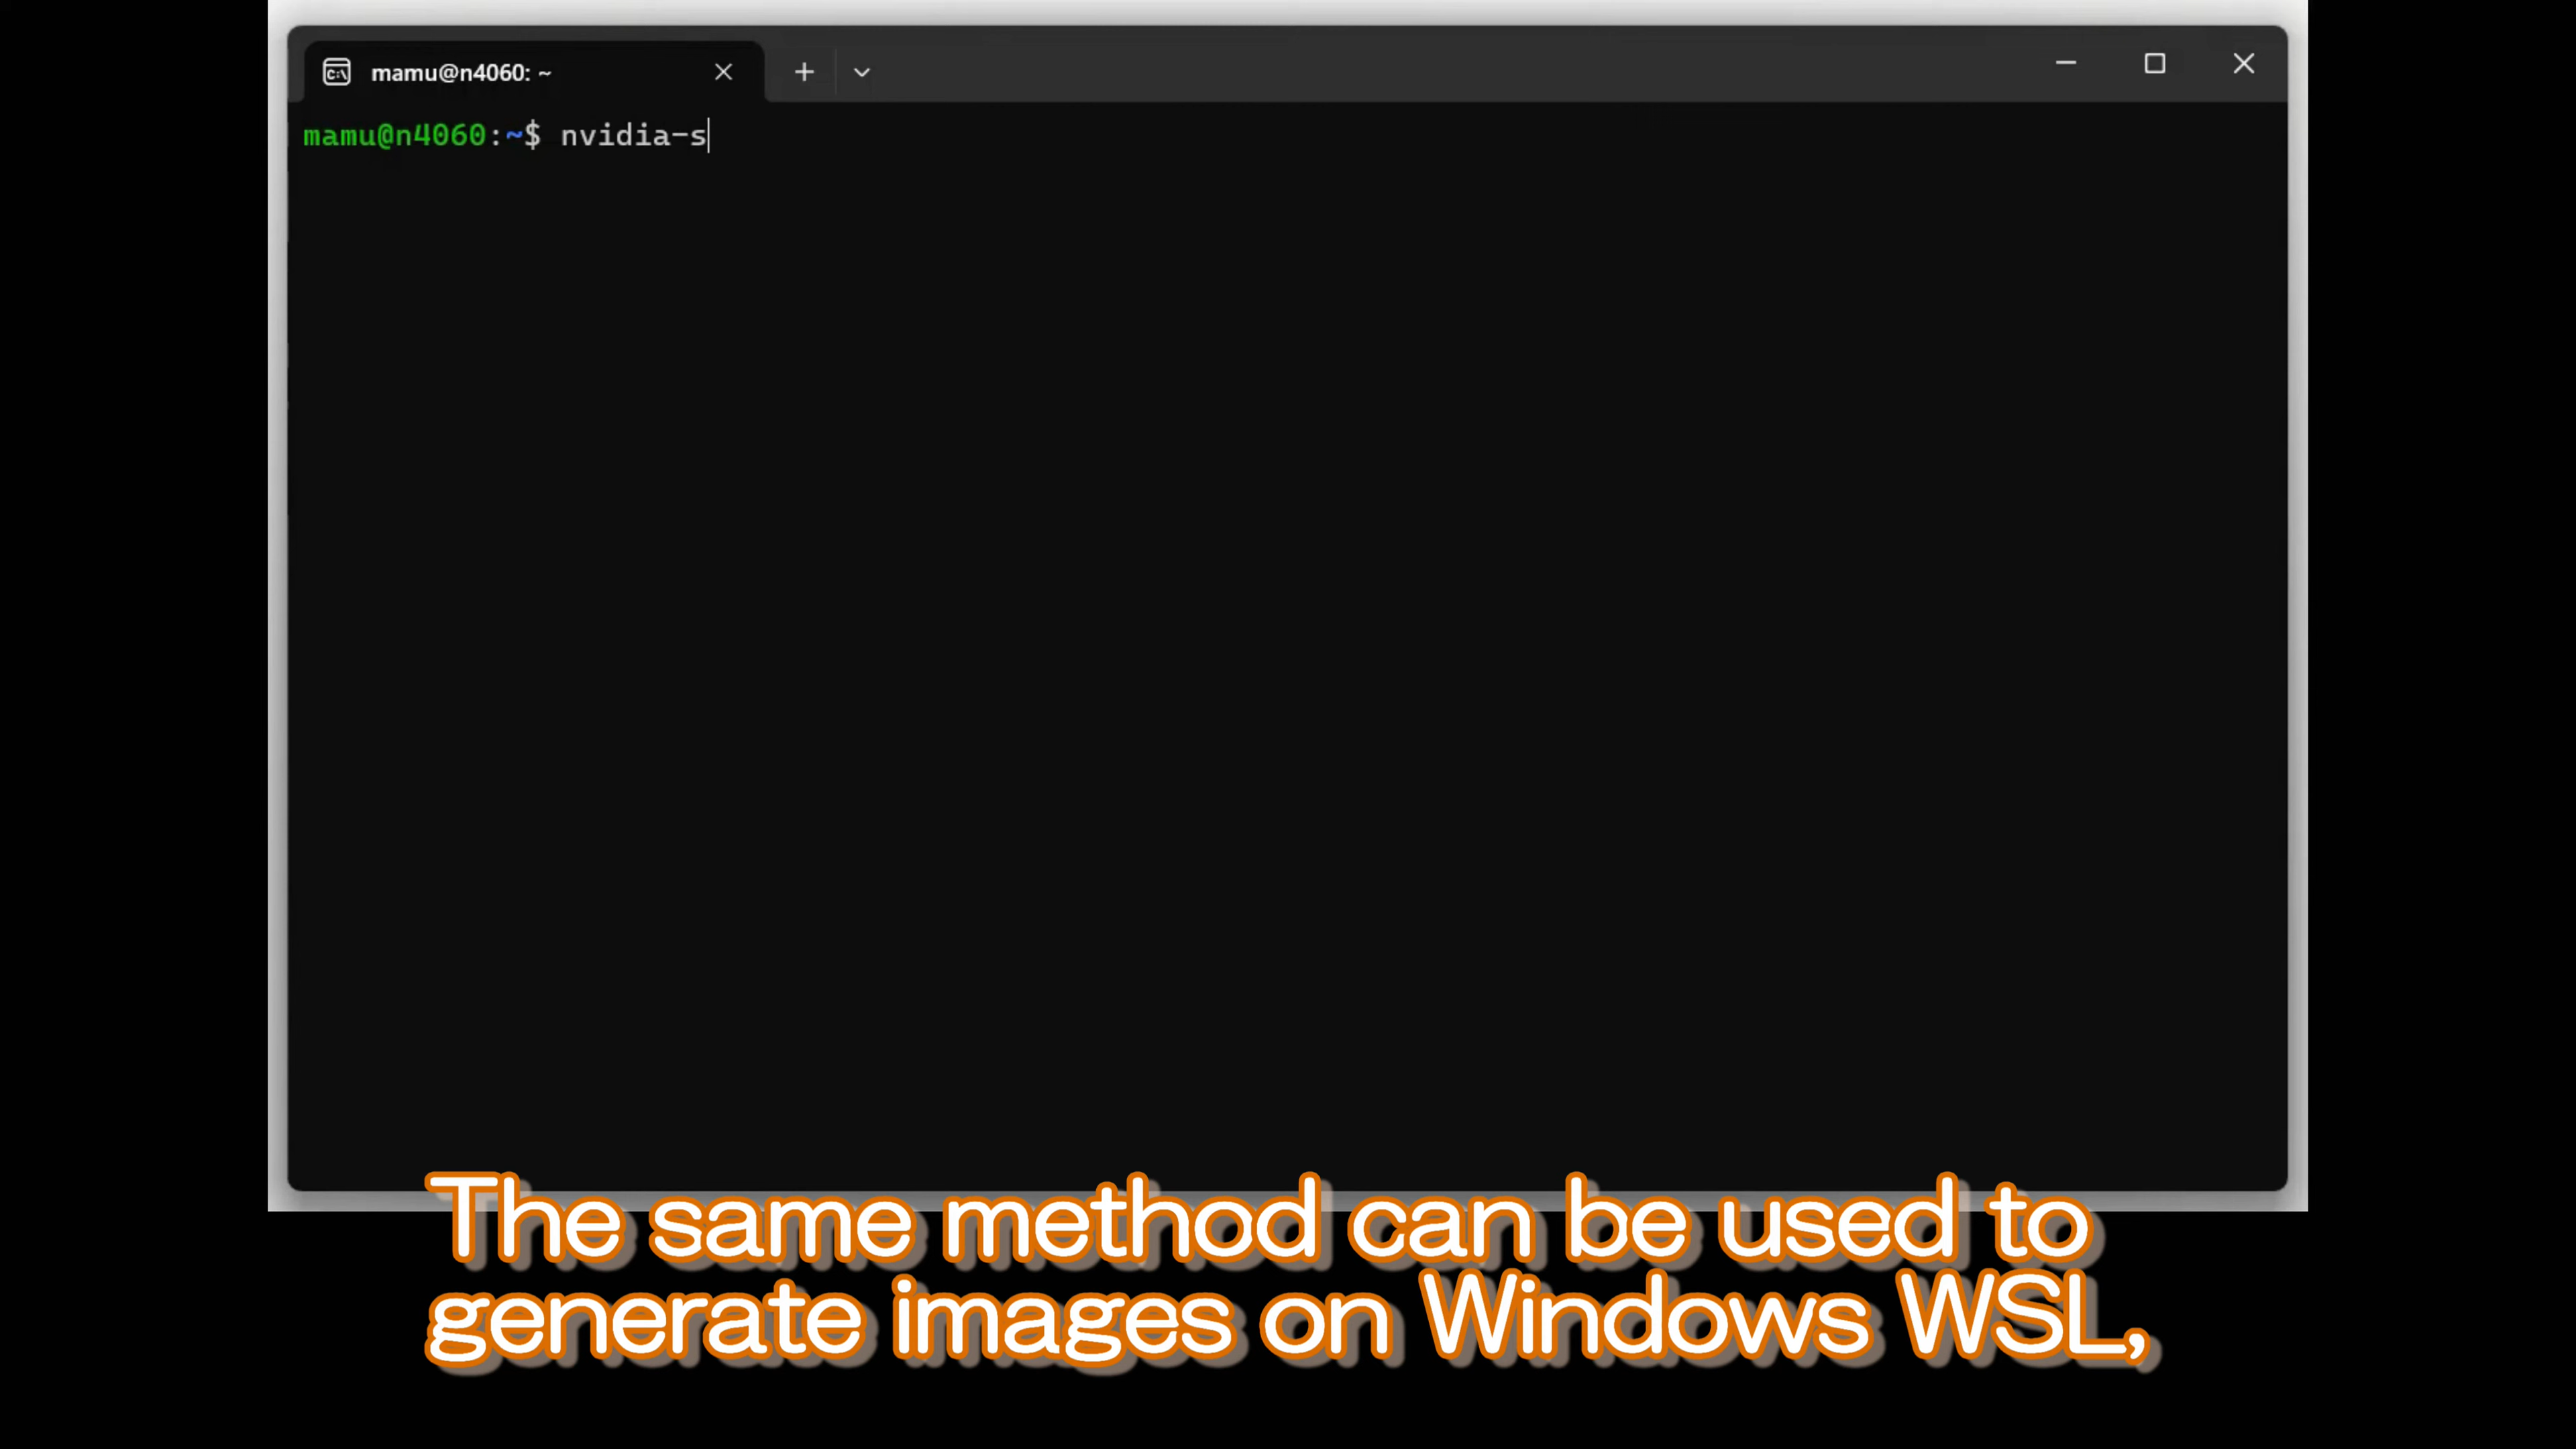 mamu@n4060: ~
mamu@n4060:~$ nvidia-s
The same method can be used to
generate images on Windows WSL,